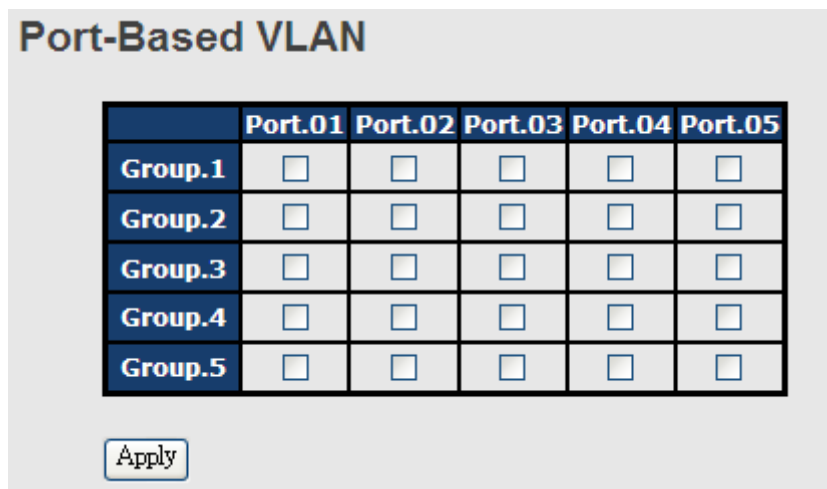 Port-Based VLAN
Port.01 Port.02 Port.03 Port.04 Port.05
Group.1
Group.2
Group.3
Group.4
Group.5
Apply